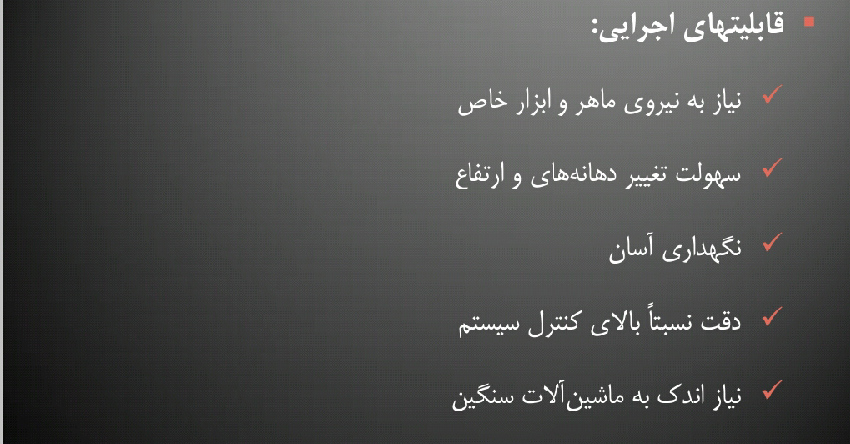 قابلیتهای اجرایی:
نیاز به نیروی ماهر و ابزار خاص
سهولت تغییر دهانه‌های و ارتفاع
نگهداری آسان
دقت نسبتاً بالای کنترل سیستم
نیاز اندک به ماشین‌آلات سنگین